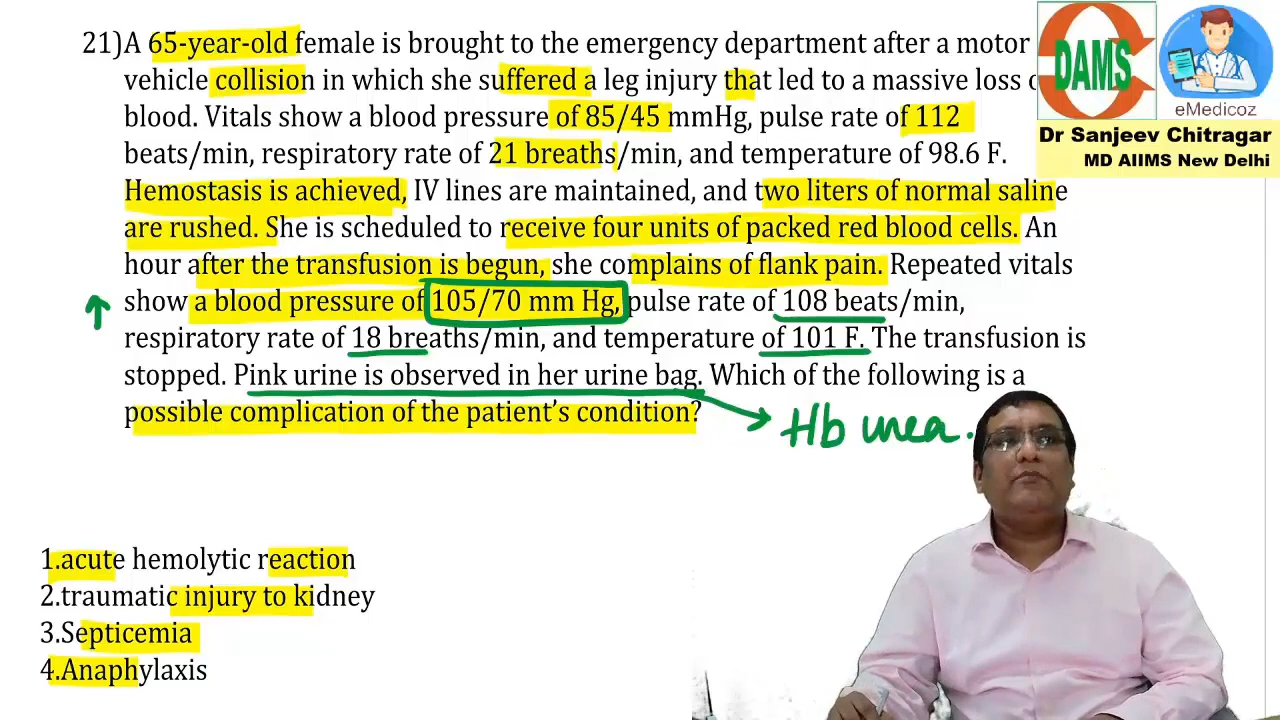 21)A 65-year-old female is brought to the emergency department after a motor
vehicle collision in which she suffered a leg injury that led to a massive loss
blood. Vitals show a blood pressure of 85/45 mmHg, pulse rate of 112
beats/min, respiratory rate of 21 breaths/min, and temperature of 98.6 F.
Hemostasis is achieved, IV lines are maintained, and two liters of normal saline
are rushed. She is scheduled to receive four units of packed red blood cells. An
hour after the transfusion is begun, she complains of flank pain. Repeated vitals
show a blood pressure of 105/70 mm Hg, pulse rate of 108 beats/min,
respiratory rate of 18 breaths/min, and temperature of 101 F. The transfusion is
stopped. Pink urine is observed in her urine bag. Which of the following is a
possible complication of the patient's condition?
Hb urea.
1.acute hemolytic reaction
2.traumatic injury to kidney
3.Septicemia
4.Anaphylaxis
DAMS
eMedicoz
Dr Sanjeev Chitragar
MD AIIMS New Delhi